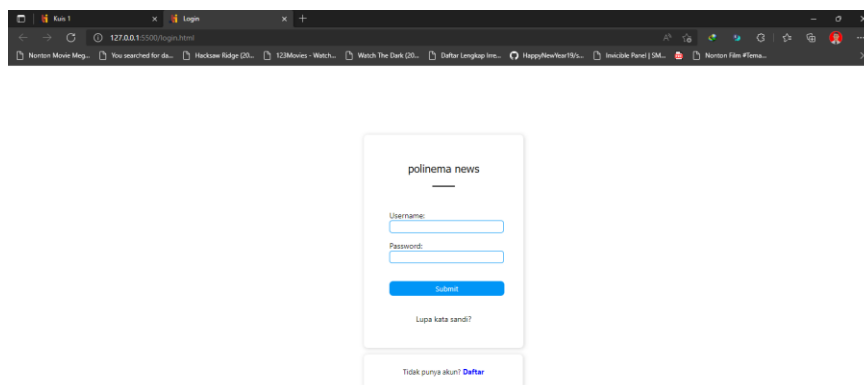 Kuis 1
Login
127.0.0.1:5500/login.html
Nonton Movie Meg...
You searched for da...
Hacksaw Ridge (20...
123Movies - Watch...
Watch The Dark (20...
Daftar Lengkap Ine...
HappyNewYear19/s...
Invicible Panel | SM...
Nonton Film #Tema...
polinema news
Username:
Password:
Submit
Lupa kata sandi?
Tidak punya akun? Daftar